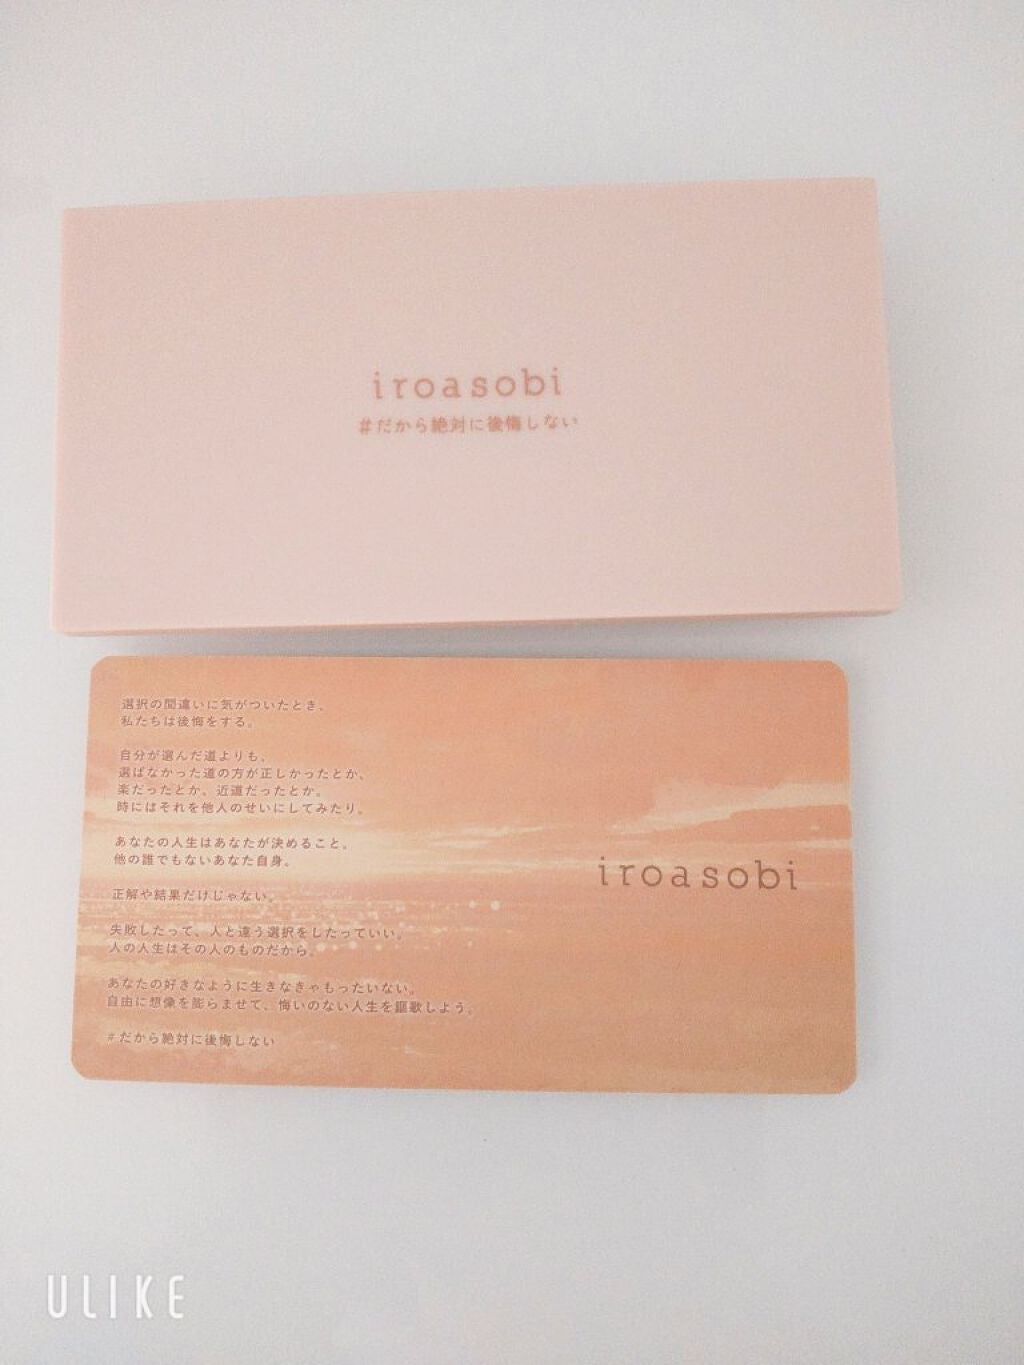 iroasobi
#だから絶対に後悔しない
選択の間違いに気がついたとき、
私たちは後悔をする。
自分が選んだ道よりも、
選ばなかった道の方が正しかったとか、
楽だったとか、近道だったとか。
時にはそれを他人のせいにしてみたり。
あなたの人生はあなたが決めること、
他の誰でもないあなた自身。
正解や結果だけじゃない。
失敗したって、人と違う選択をしたっていい。
人の人生はその人のものだから。
あなたの好きなように生きなきゃもったいない。
自由に想像を膨らませて、悔いのない人生を謳歌しよう。
#だから絶対に後悔しない
iroasobi
ULIKE